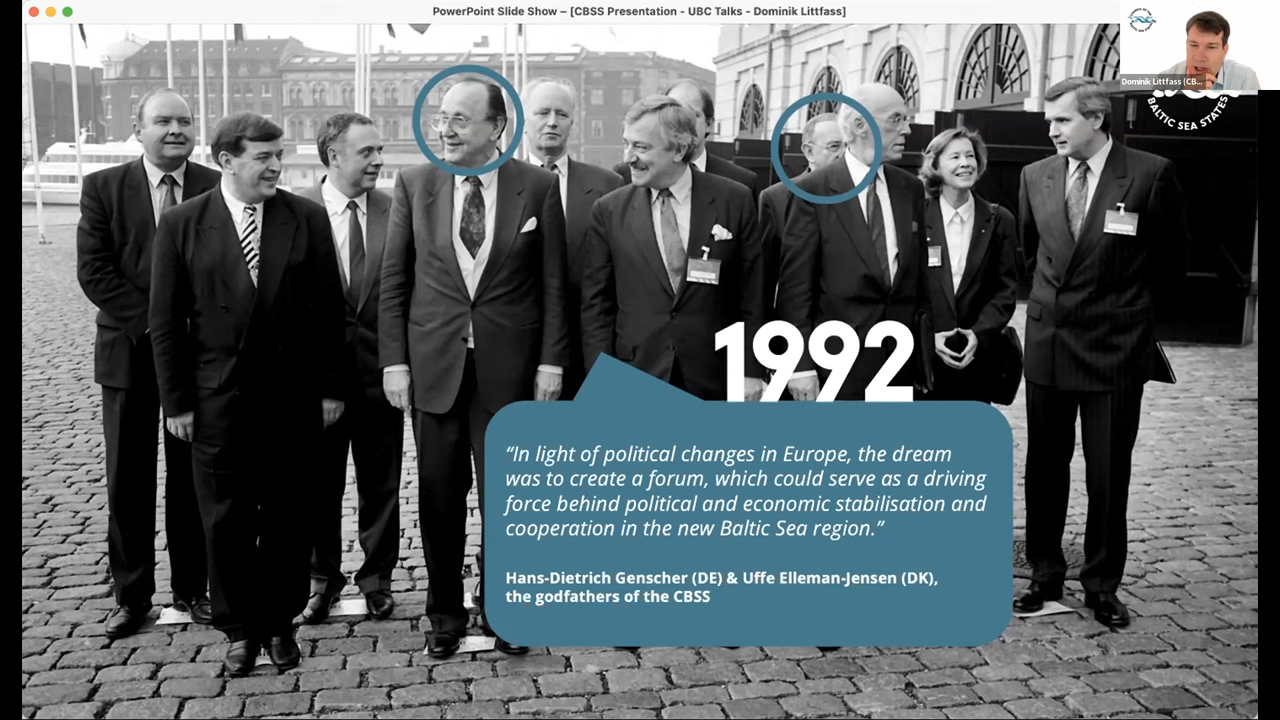 PowerPoint Slide Show – [CBSS Presentation - UBC Talks - Dominik Littfass]
Dominik Littfass (CB...
BALTIC SEA STATES
1992
“In light of political changes in Europe, the dream
was to create a forum, which could serve as a driving
force behind political and economic stabilisation and
cooperation in the new Baltic Sea region.”
Hans-Dietrich Genscher (DE) & Uffe Elleman-Jensen (DK),
the godfathers of the CBSS